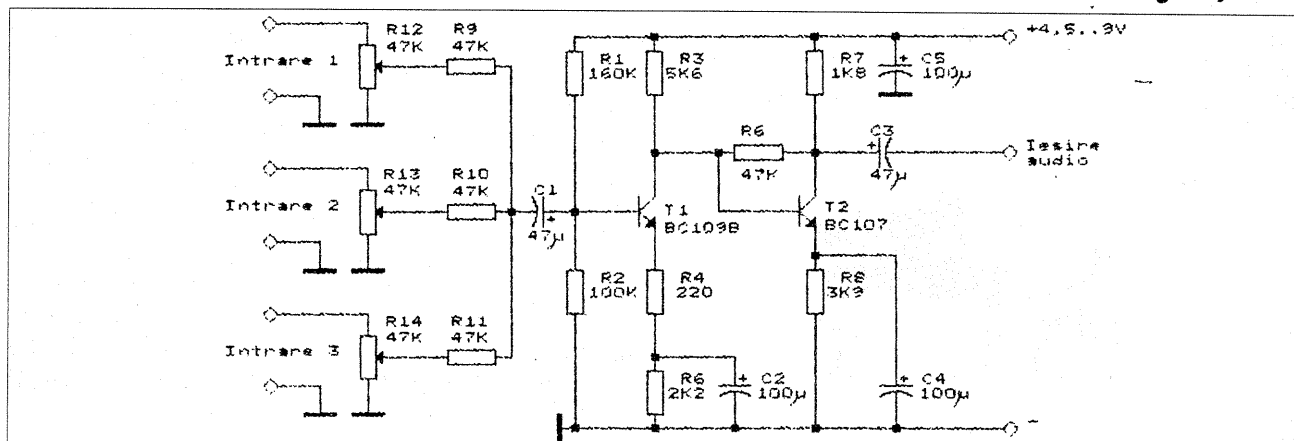 +4,5..9V
R12
47K
R9
47K
Intrare 1
R1
160K
R3
5K6
R7
1K8
C5
+
100µ
R6
47K
C3
+
47µ
Iesire
audio
R13
47K
R10
47K
Intrare 2
C1
+
47µ
T1
BC109B
T2
BC107
R2
100K
R4
220
R8
3K9
R14
47K
R11
47K
Intrare 3
R6
2K2
+
C2
100µ
+
C4
100µ
-